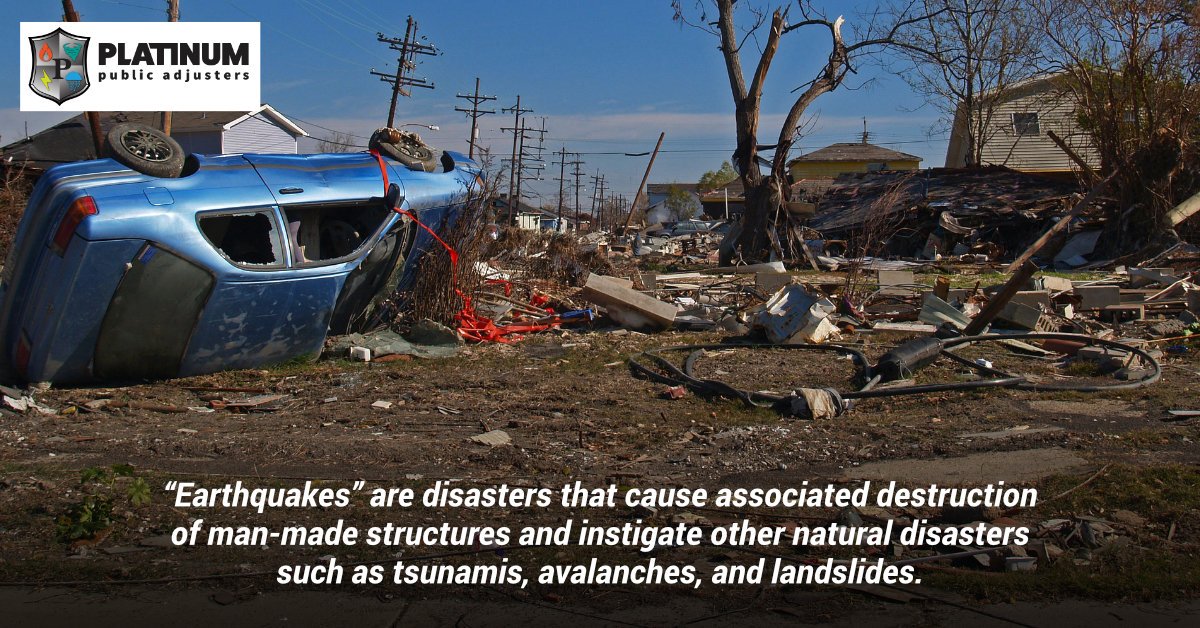 P
PLATINUM
public adjusters
“Earthquakes” are disasters that cause associated destruction
of man-made structures and instigate other natural disasters
such as tsunamis, avalanches, and landslides.